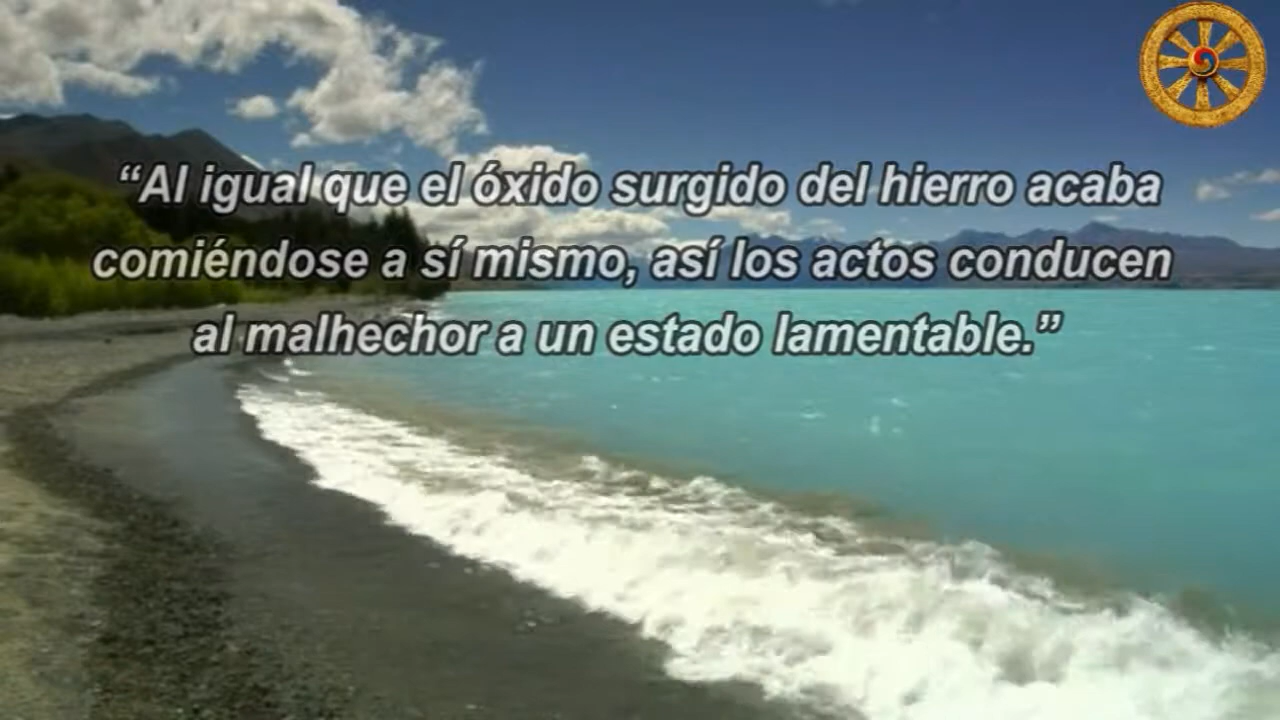 “Al igual que el óxido surgido del hierro acaba
comiéndose a sí mismo, así los actos conducen
al malhechor a un estado lamentable.”